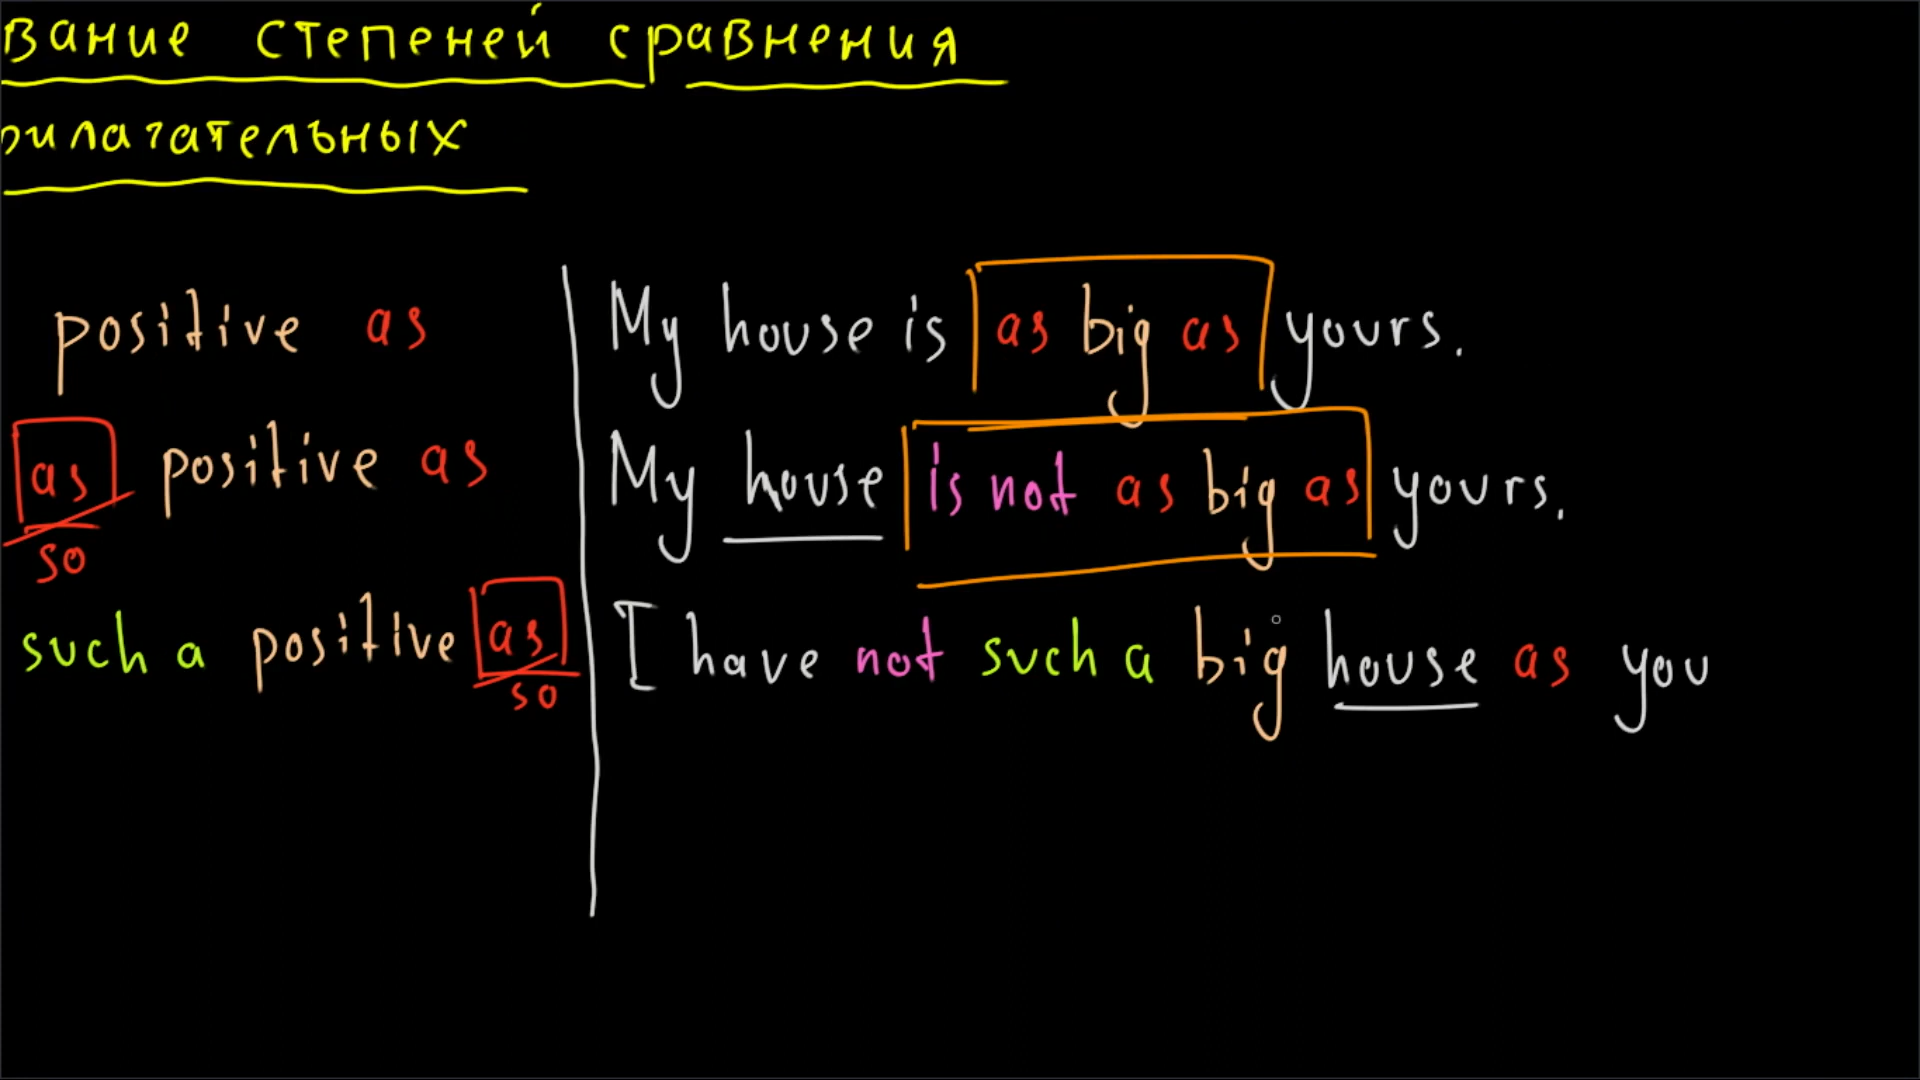 вание степеней сравнения
рилагательных
positive as
My house is as big as yours.
as positive as
so
My house is not as big as yours.
such a positive as
so
I have not such a big house as you